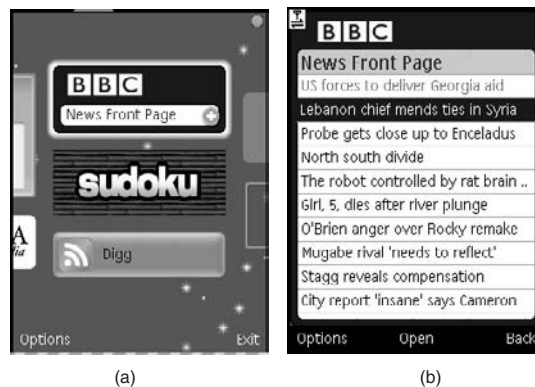 BBC
News Front Page
sudoku
Digg
Options Exit
(a)
BBC
News Front Page
US forces to deliver Georgia aid
Lebanon chief mends ties in Syria
Probe gets close up to Enceladus
North south divide
The robot controlled by rat brain ..
Girl, 5, dies after river plunge
O'Brien anger over Rocky remake
Mugabe rival 'needs to reflect'
Stagg reveals compensation
City report 'insane' says Cameron
Options Open Back
(b)